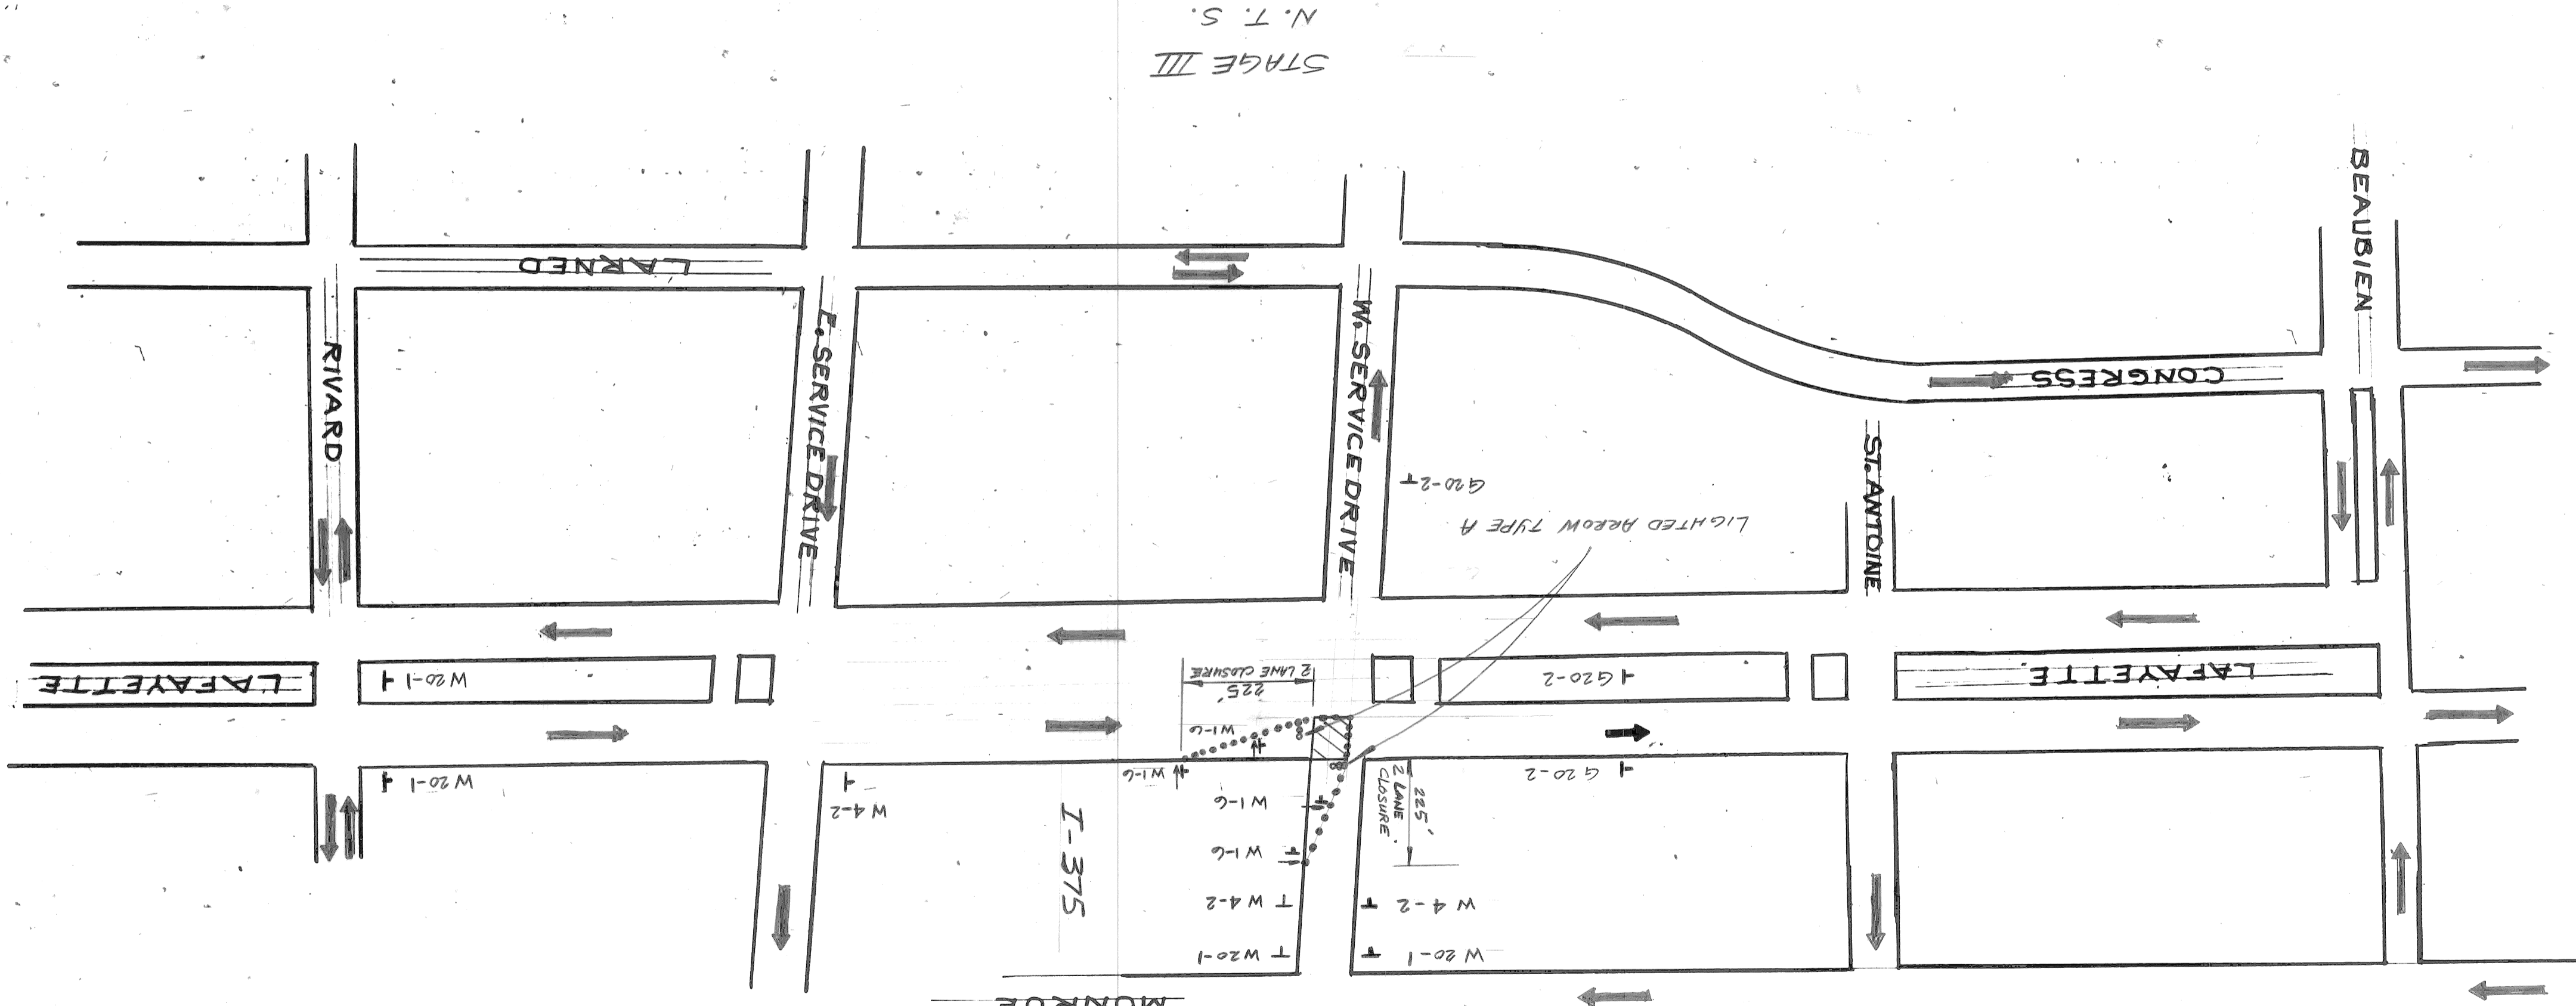 N. T. S.
STAGE III
BEAUBIEN
LARNED
E. SERVICE DRIVE
W. SERVICE DRIVE
RIVARD
CONGRESS
ST. ANTOINE
G20-2
LIGHTED ARROW TYPE A
LAFAYETTE
W20-1
2 LANE CLOSURE
225'
G20-2
LAFAYETTE
W1-6
W20-1
W4-2
W1-6
W1-6
W1-6
225'
2 LANE
CLOSURE
G20-2
I-375
W4-2
W4-2
W20-1
W20-1
MONROE